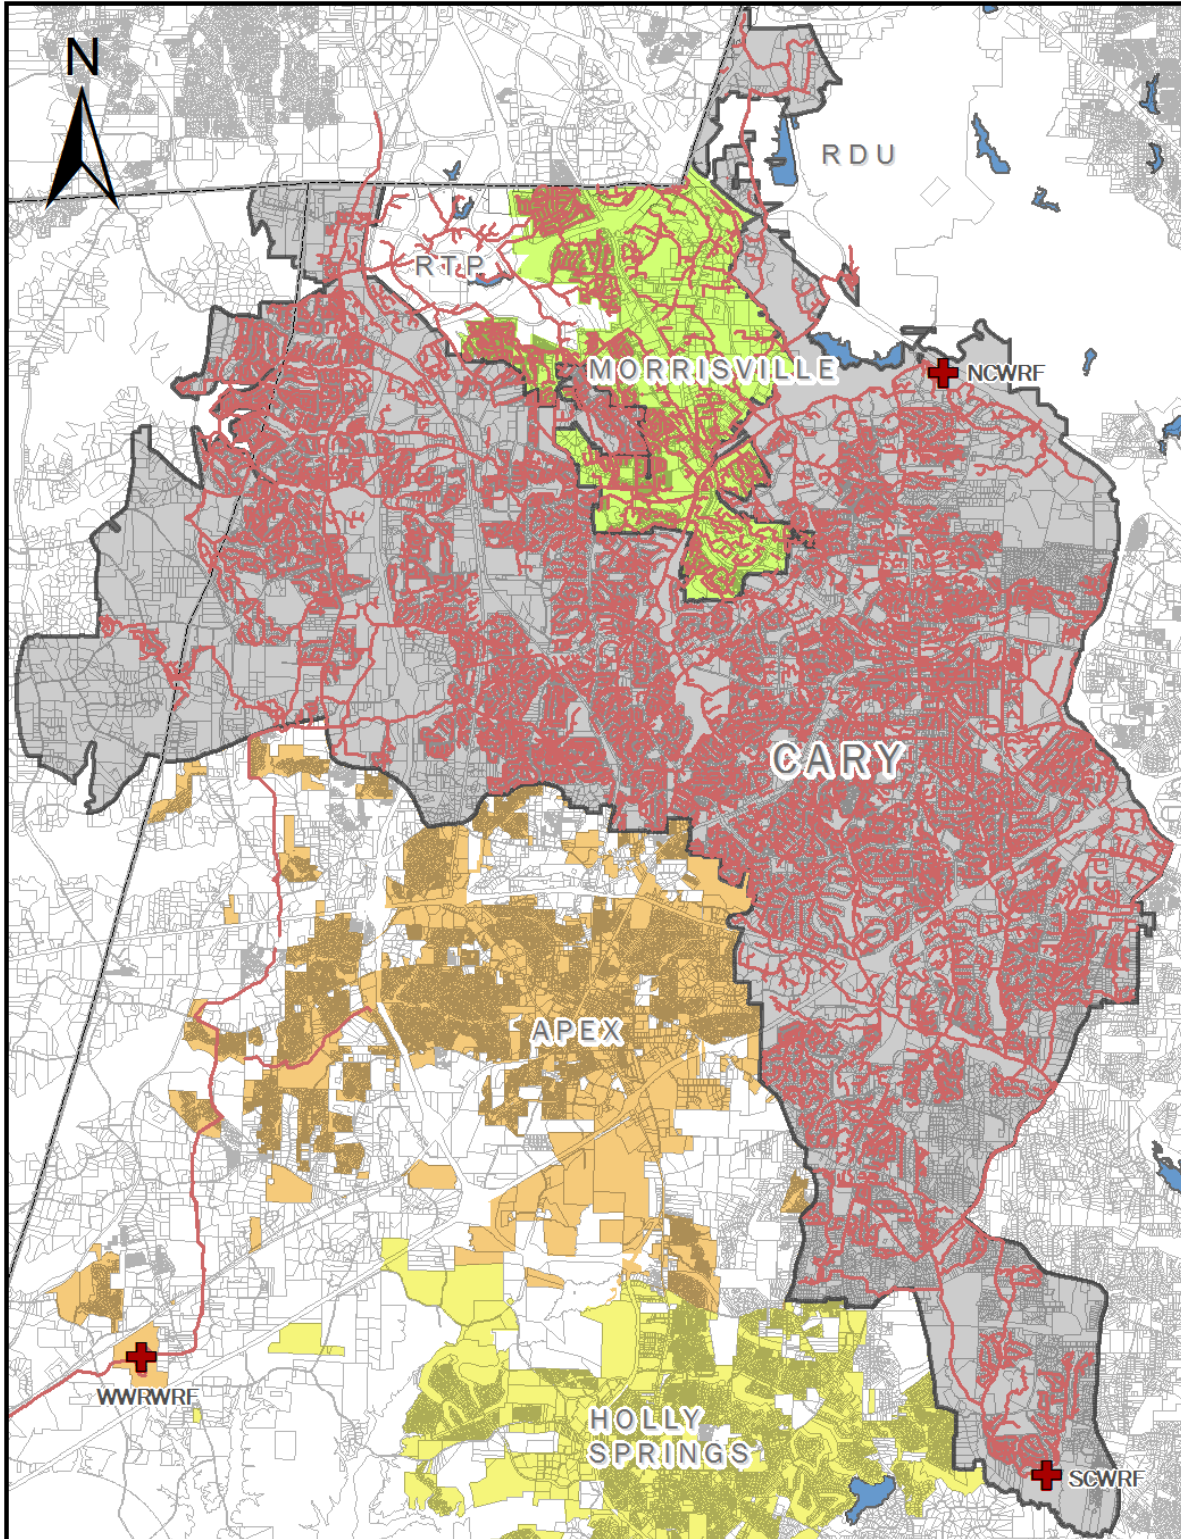 N
RDU
RTP
MORRISVILLE
NCWRF
CARY
APEX
WWRWRF
HOLLY
SPRINGS
SCWRF